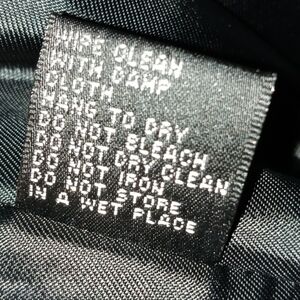 WIPE CLEAN
WITH DAMP
CLOTH
HANG TO DRY
DO NOT BLEACH
DO NOT DRY CLEAN
DO NOT IRON
DO NOT STORE
IN A WET PLACE